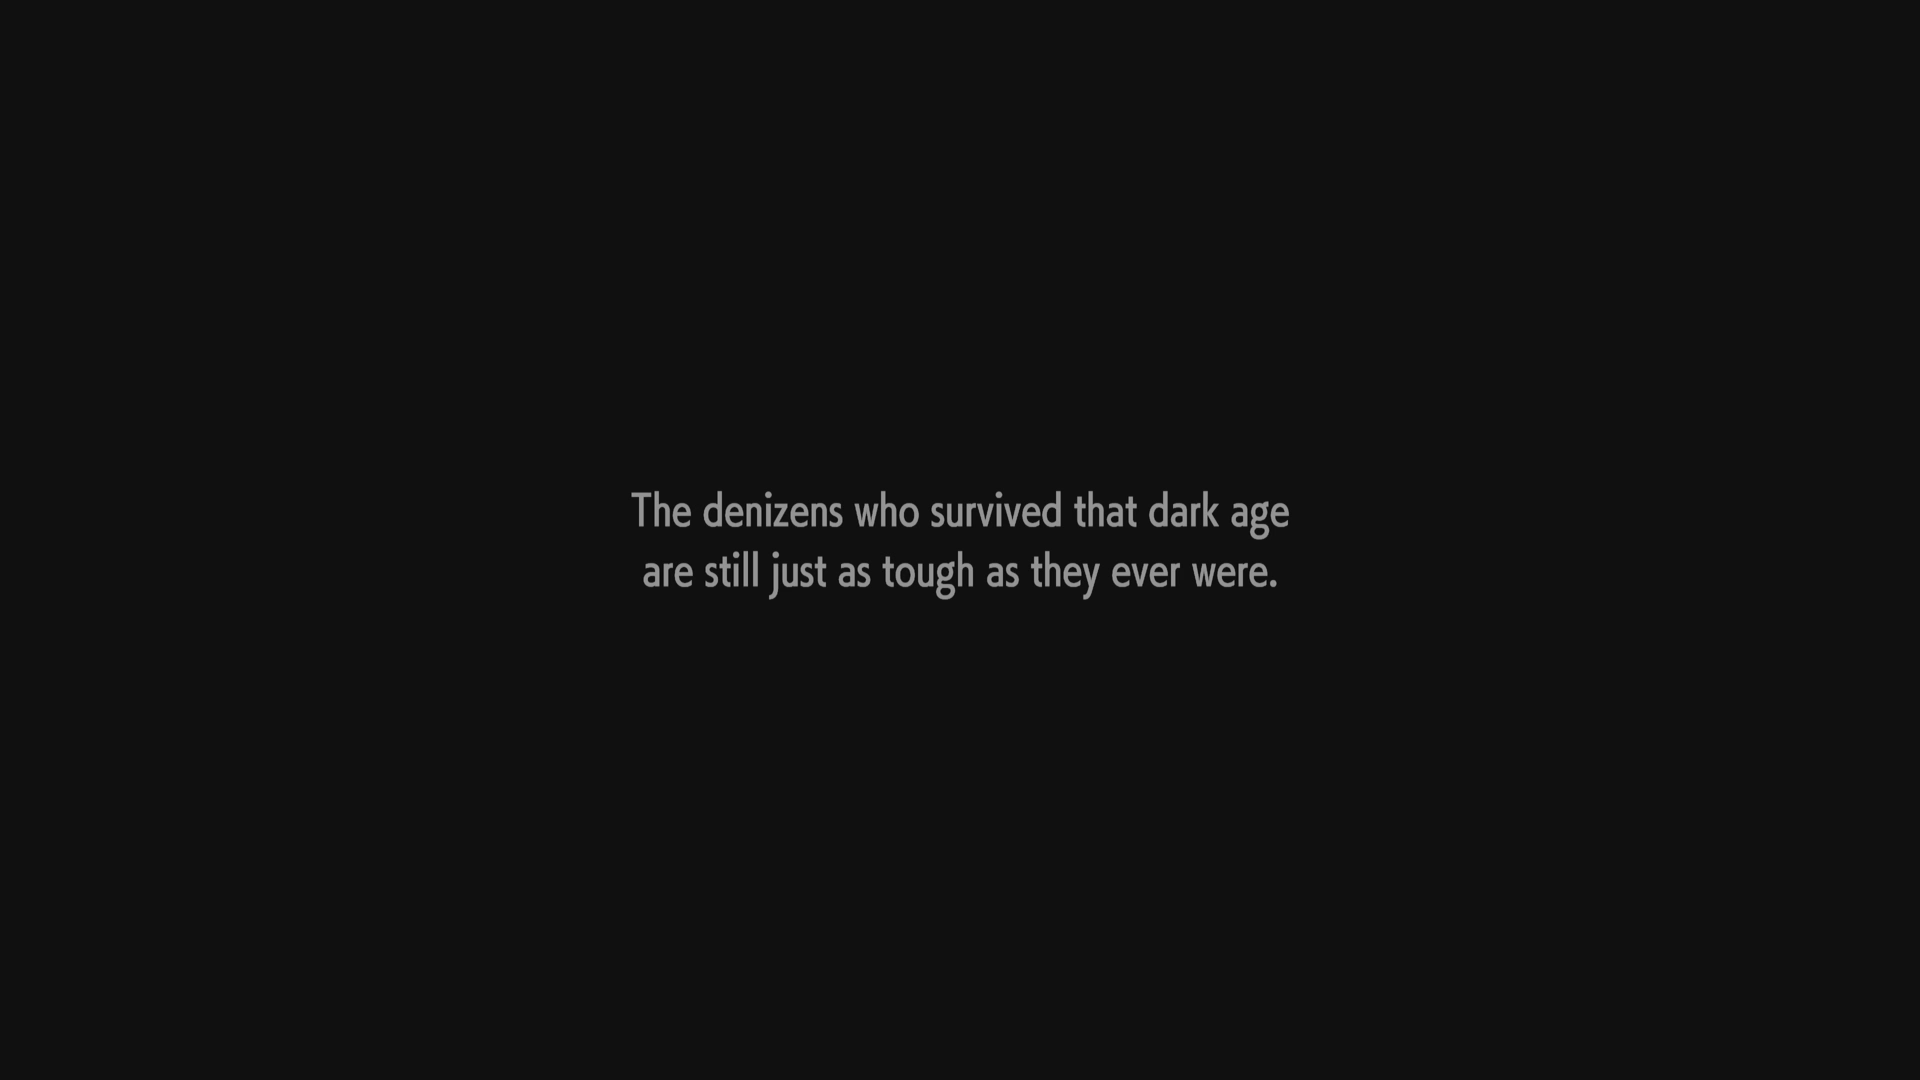 The denizens who survived that dark age
are still just as tough as they ever were.